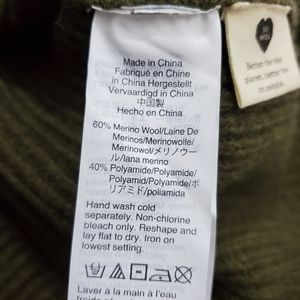 Made in China
Fabriqué en Chine
in China Hergestellt
Vervaardigd in China
中国製
Hecho en China
60% Merino Wool/Laine De
Merinos/Merinowolle/
Merinowol/メリノウー
ル/lana merino
40% Polyamide/Polyamide/
Polyamid/Polyamide/ポ
リアミド/poliamida
Hand wash cold
separately. Non-chlorine
bleach only. Reshape and
lay flat to dry. Iron on
lowest setting.
Laver à la main à l'eau
Better for the
planet, better for
its people.